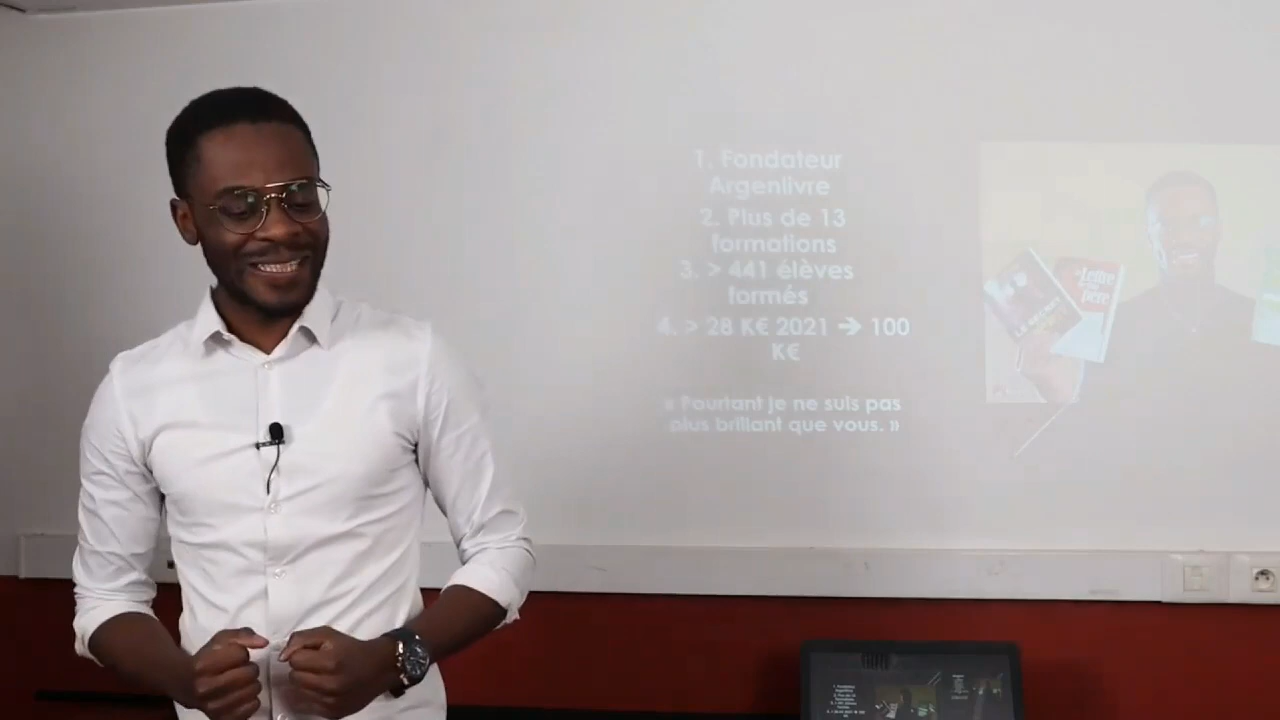 1. Fondateur
Argenlivre
2. Plus de 13
formations
3. > 441 élèves
formés
4. > 28 K€ 2021 → 100
K€
« Pourtant je ne suis pas
plus brillant que vous. »
Lettre
père